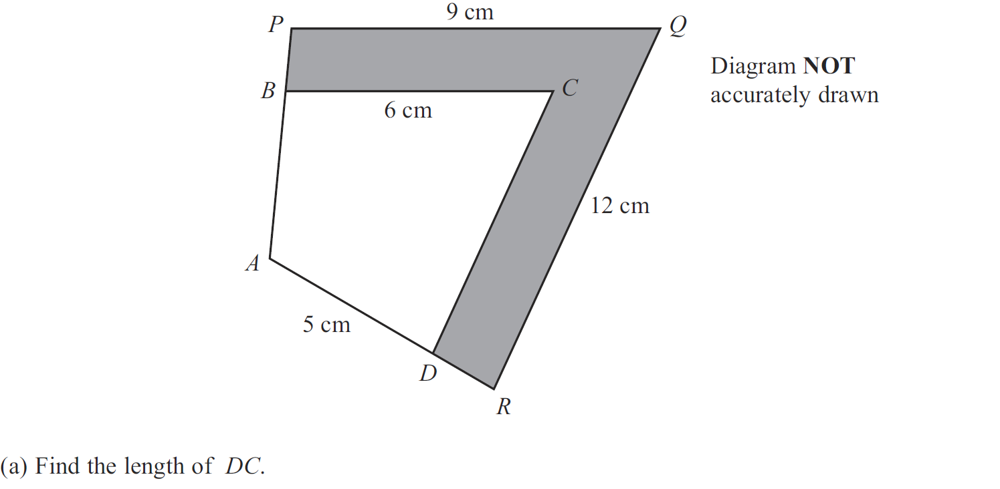 9 cm
P
Q
Diagram NOT
accurately drawn
B
C
6 cm
12 cm
A
5 cm
D
R
(a) Find the length of DC.